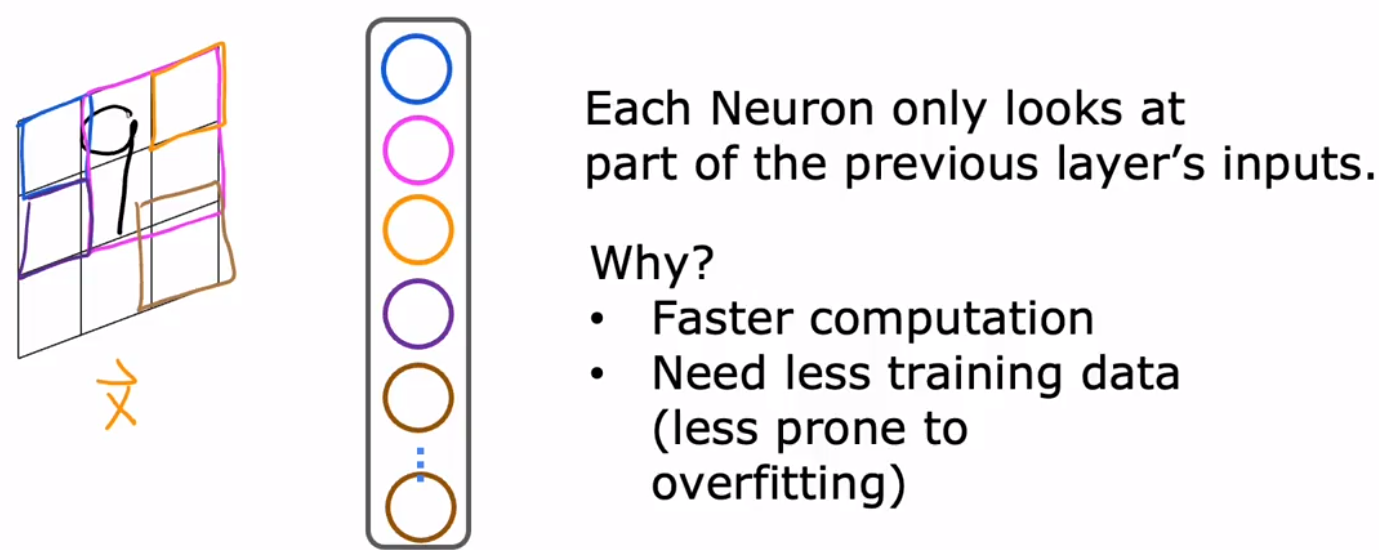 9
x⃗
Each Neuron only looks at
part of the previous layer’s inputs.
Why?
• Faster computation
• Need less training data
(less prone to
overfitting)